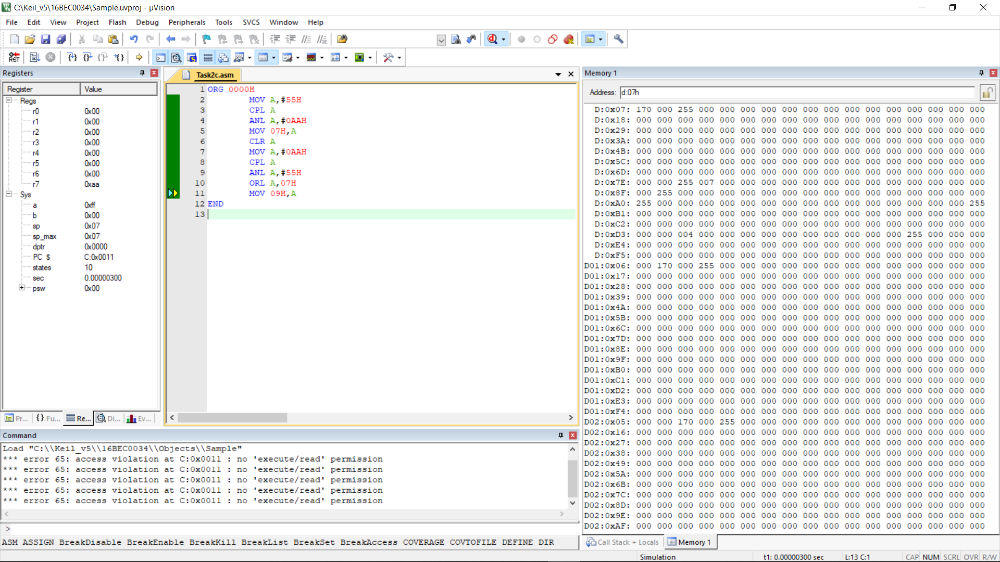 C:\Keil_v5\16BEC0034\Sample.uvproj - µVision
File Edit View Project Flash Debug Peripherals Tools SVCS Window Help
RST
Registers
Register Value
Regs
r0 0x00
r1 0x00
r2 0x00
r3 0x00
r4 0x00
r5 0x00
r6 0x00
r7 0xaa
Sys
a 0xff
b 0x00
sp 0x07
sp_max 0x07
dptr 0x0000
PC $ C:0x0011
states 10
sec 0.00000300
psw 0x00
Pr... {} Fu... Re... Di... Ev...
Task2c.asm
1 ORG 0000H
2 MOV A,#55H
3 CPL A
4 ANL A,#0AAH
5 MOV 07H,A
6 CLR A
7 MOV A,#0AAH
8 CPL A
9 ANL A,#55H
10 ORL A,07H
11 MOV 09H,A
12 END
13
Command
Load "C:\\Keil_v5\\16BEC0034\\Objects\\Sample"
*** error 65: access violation at C:0x0011 : no 'execute/read' permission
*** error 65: access violation at C:0x0011 : no 'execute/read' permission
*** error 65: access violation at C:0x0011 : no 'execute/read' permission
*** error 65: access violation at C:0x0011 : no 'execute/read' permission
*** error 65: access violation at C:0x0011 : no 'execute/read' permission
>
ASM ASSIGN BreakDisable BreakEnable BreakKill BreakList BreakSet BreakAccess COVERAGE COVTOFILE DEFINE DIR
Memory 1
Address: d:07h
D:0x07: 170 000 255 000 000 000 000 000 000 000 000 000 000 000 000 000 000
D:0x18: 000 000 000 000 000 000 000 000 000 000 000 000 000 000 000 000 000
D:0x29: 000 000 000 000 000 000 000 000 000 000 000 000 000 000 000 000 000
D:0x3A: 000 000 000 000 000 000 000 000 000 000 000 000 000 000 000 000 000
D:0x4B: 000 000 000 000 000 000 000 000 000 000 000 000 000 000 000 000 000
D:0x5C: 000 000 000 000 000 000 000 000 000 000 000 000 000 000 000 000 000
D:0x6D: 000 000 000 000 000 000 000 000 000 000 000 000 000 000 000 000 000
D:0x7E: 000 000 255 007 000 000 000 000 000 000 000 000 000 000 000 000 000
D:0x8F: 000 255 000 000 000 000 000 000 000 000 000 000 000 000 000 000 000
D:0xA0: 255 000 000 000 000 000 000 000 000 000 000 000 000 000 000 000 255
D:0xB1: 000 000 000 000 000 000 000 000 000 000 000 000 000 000 000 000 000
D:0xC2: 000 000 000 000 000 000 000 000 000 000 000 000 000 000 000 000 000
D:0xD3: 000 000 004 000 000 000 000 000 000 000 000 000 000 255 000 000 000
D:0xE4: 000 000 000 000 000 000 000 000 000 000 000 000 000 000 000 000 000
D:0xF5: 000 000 000 000 000 000 000 000 000 000 000 000 000 000 000 000 000
D01:0x06: 000 170 000 255 000 000 000 000 000 000 000 000 000 000 000 000 000
D01:0x17: 000 000 000 000 000 000 000 000 000 000 000 000 000 000 000 000 000
D01:0x28: 000 000 000 000 000 000 000 000 000 000 000 000 000 000 000 000 000
D01:0x39: 000 000 000 000 000 000 000 000 000 000 000 000 000 000 000 000 000
D01:0x4A: 000 000 000 000 000 000 000 000 000 000 000 000 000 000 000 000 000
D01:0x5B: 000 000 000 000 000 000 000 000 000 000 000 000 000 000 000 000 000
D01:0x6C: 000 000 000 000 000 000 000 000 000 000 000 000 000 000 000 000 000
D01:0x7D: 000 000 000 000 000 000 000 000 000 000 000 000 000 000 000 000 000
D01:0x8E: 000 000 000 000 000 000 000 000 000 000 000 000 000 000 000 000 000
D01:0x9F: 000 000 000 000 000 000 000 000 000 000 000 000 000 000 000 000 000
D01:0xB0: 000 000 000 000 000 000 000 000 000 000 000 000 000 000 000 000 000
D01:0xC1: 000 000 000 000 000 000 000 000 000 000 000 000 000 000 000 000 000
D01:0xD2: 000 000 000 000 000 000 000 000 000 000 000 000 000 000 000 000 000
D01:0xE3: 000 000 000 000 000 000 000 000 000 000 000 000 000 000 000 000 000
D01:0xF4: 000 000 000 000 000 000 000 000 000 000 000 000 000 000 000 000 000
D02:0x05: 000 000 170 000 255 000 000 000 000 000 000 000 000 000 000 000 000
D02:0x16: 000 000 000 000 000 000 000 000 000 000 000 000 000 000 000 000 000
D02:0x27: 000 000 000 000 000 000 000 000 000 000 000 000 000 000 000 000 000
D02:0x38: 000 000 000 000 000 000 000 000 000 000 000 000 000 000 000 000 000
D02:0x49: 000 000 000 000 000 000 000 000 000 000 000 000 000 000 000 000 000
D02:0x5A: 000 000 000 000 000 000 000 000 000 000 000 000 000 000 000 000 000
D02:0x6B: 000 000 000 000 000 000 000 000 000 000 000 000 000 000 000 000 000
D02:0x7C: 000 000 000 000 000 000 000 000 000 000 000 000 000 000 000 000 000
D02:0x8D: 000 000 000 000 000 000 000 000 000 000 000 000 000 000 000 000 000
D02:0x9E: 000 000 000 000 000 000 000 000 000 000 000 000 000 000 000 000 000
D02:0xAF: 000 000 000 000 000 000 000 000 000 000 000 000 000 000 000 000 000
Call Stack + Locals Memory 1
Simulation t1: 0.00000300 sec L:13 C:1 CAP NUM SCRL OVR R/W